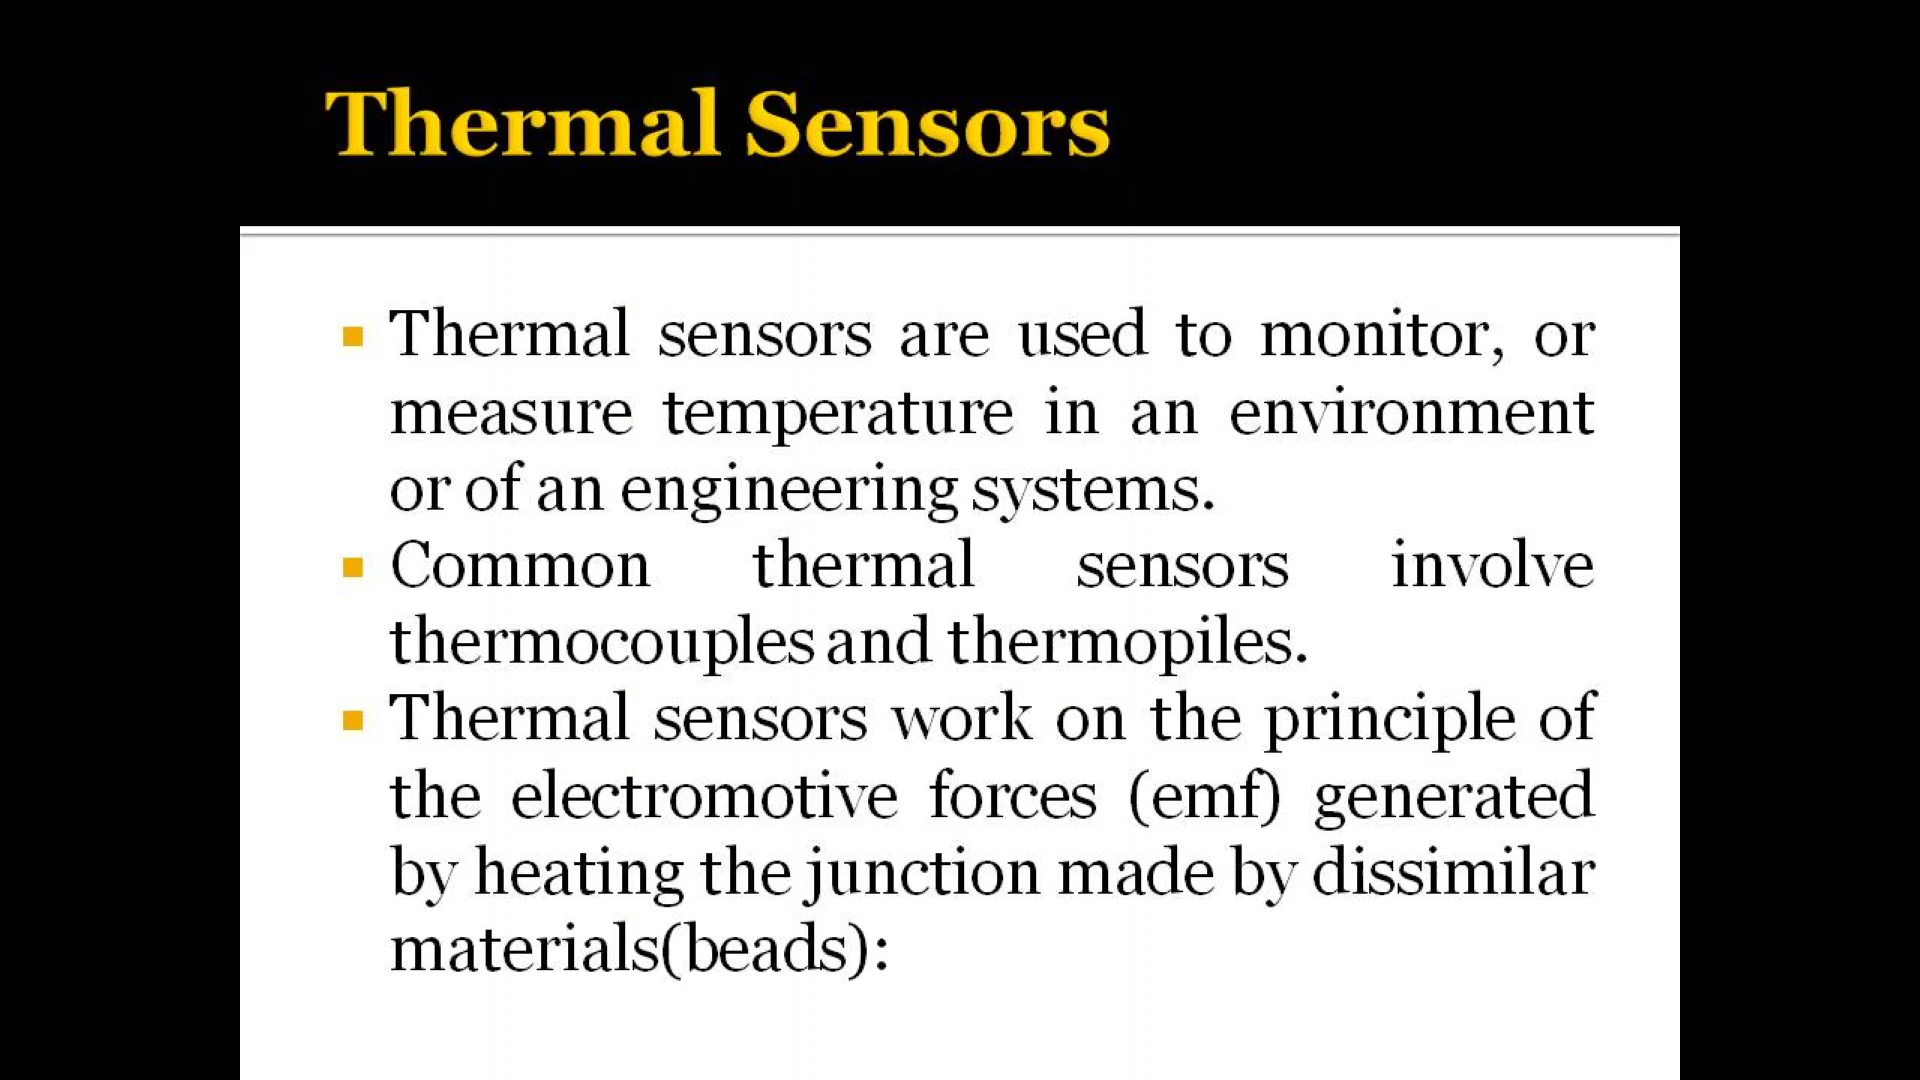 Thermal Sensors
Thermal sensors are used to monitor, or
measure temperature in an environment
or of an engineering systems.
Common thermal sensors involve
thermocouples and thermopiles.
Thermal sensors work on the principle of
the electromotive forces (emf) generated
by heating the junction made by dissimilar
materials(beads):